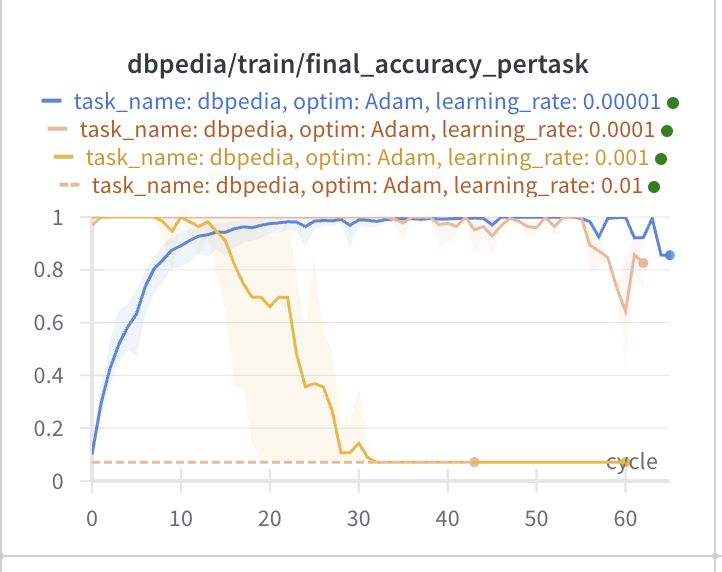 dbpedia/train/final_accuracy_pertask
task_name: dbpedia, optim: Adam, learning_rate: 0.00001
task_name: dbpedia, optim: Adam, learning_rate: 0.0001
task_name: dbpedia, optim: Adam, learning_rate: 0.001
task_name: dbpedia, optim: Adam, learning_rate: 0.01
1
0.8
0.6
0.4
0.2
0
cycle
0 10 20 30 40 50 60